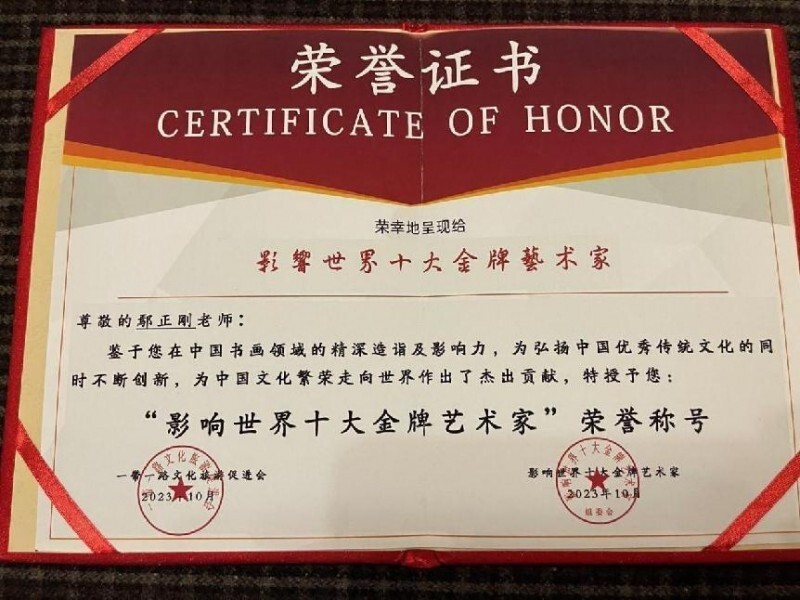 荣誉证书
CERTIFICATE OF HONOR
荣幸地呈现给
影響世界十大金牌藝术家
尊敬的鄢正刚老师：
鉴于您在中国书画领域的精深造诣及影响力，为弘扬中国优秀传统文化的同
时不断创新，为中国文化繁荣走向世界作出了杰出贡献，特授予您：
“影响世界十大金牌艺术家”荣誉称号
一带一路文化旅游促进会
影响世界十大金牌艺术家
2023年10月
2023年10月
组委会